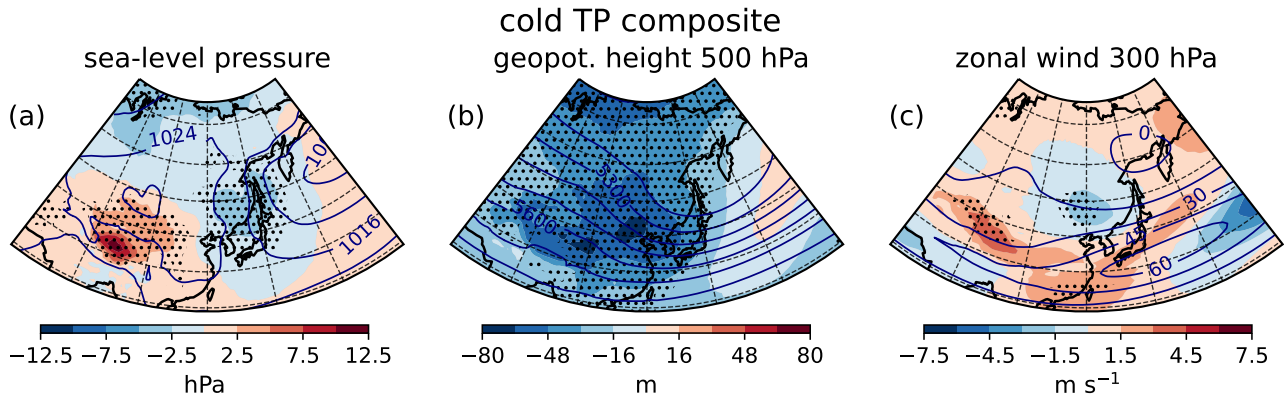 cold TP composite
sea-level pressure
geopot. height 500 hPa
zonal wind 300 hPa
(a)
(b)
(c)
1024
1016
5600
0
30
45
60
−12.5 −7.5 −2.5 2.5 7.5 12.5
hPa
−80 −48 −16 16 48 80
m
−7.5 −4.5 −1.5 1.5 4.5 7.5
m s⁻¹